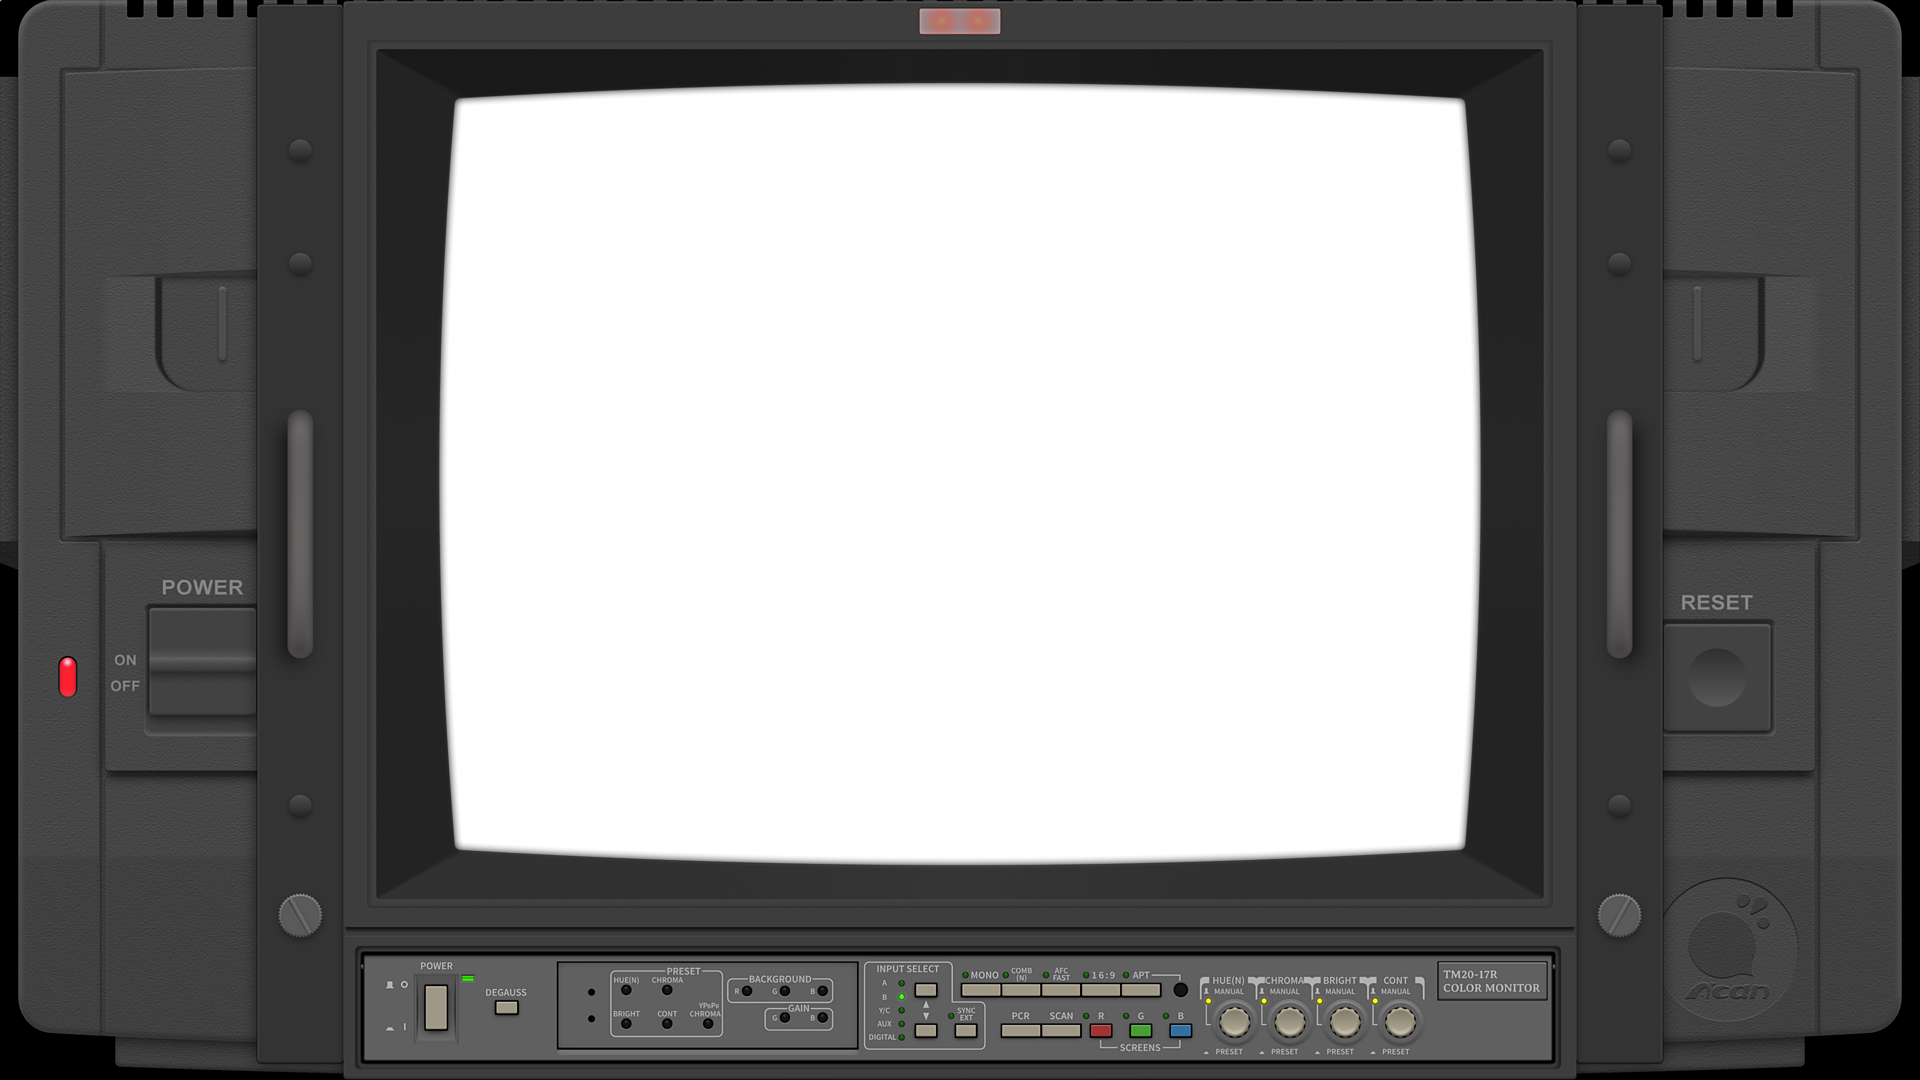 POWER
ON
OFF
RESET
Acan
POWER
DEGAUSS
PRESET
HUE(N)
CHROMA
BRIGHT
CONT
YPBPR
CHROMA
BACKGROUND
R
G
B
GAIN
G
B
INPUT SELECT
A
B
Y/C
AUX
DIGITAL
SYNC
EXT
MONO
COMB
(N)
AFC
FAST
16:9
APT
PCR
SCAN
R
G
B
SCREENS
HUE(N)
MANUAL
PRESET
CHROMA
MANUAL
PRESET
BRIGHT
MANUAL
PRESET
CONT
MANUAL
PRESET
TM20-17R
COLOR MONITOR